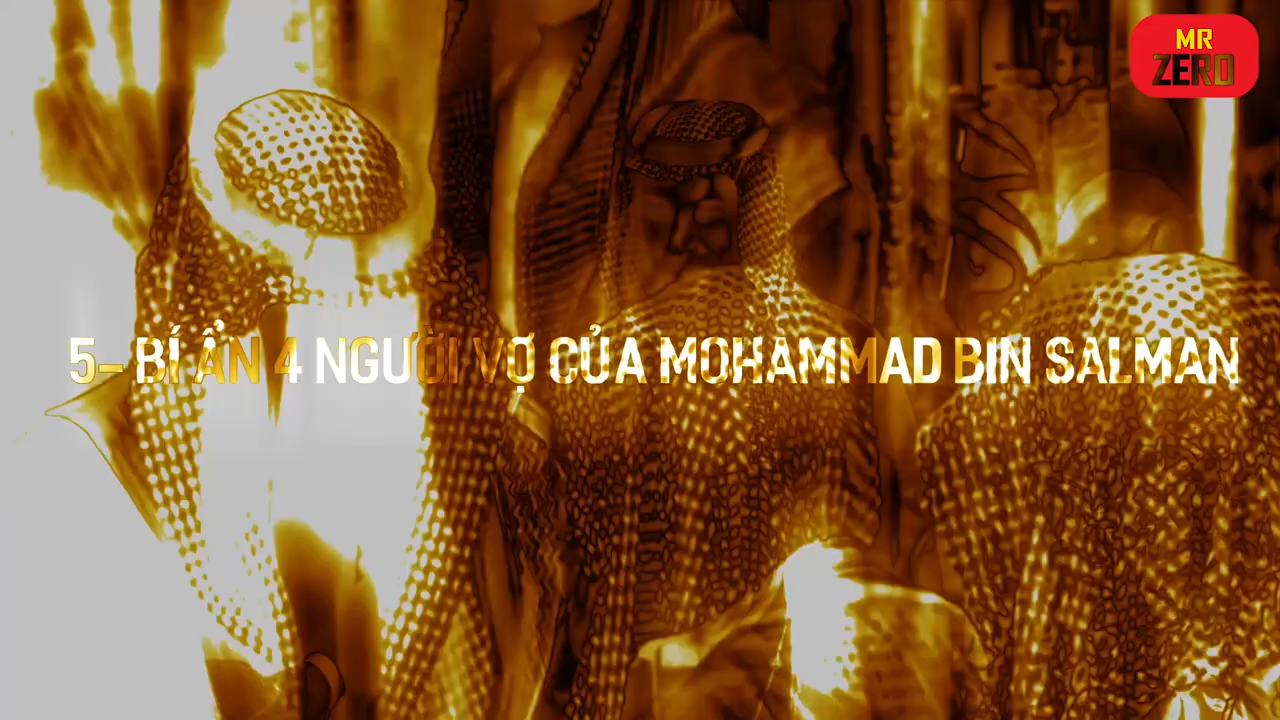 MR
ZERO
5- BÍ ẨN 4 NGƯỜI VỢ CỦA MOHAMMAD BIN SALMAN